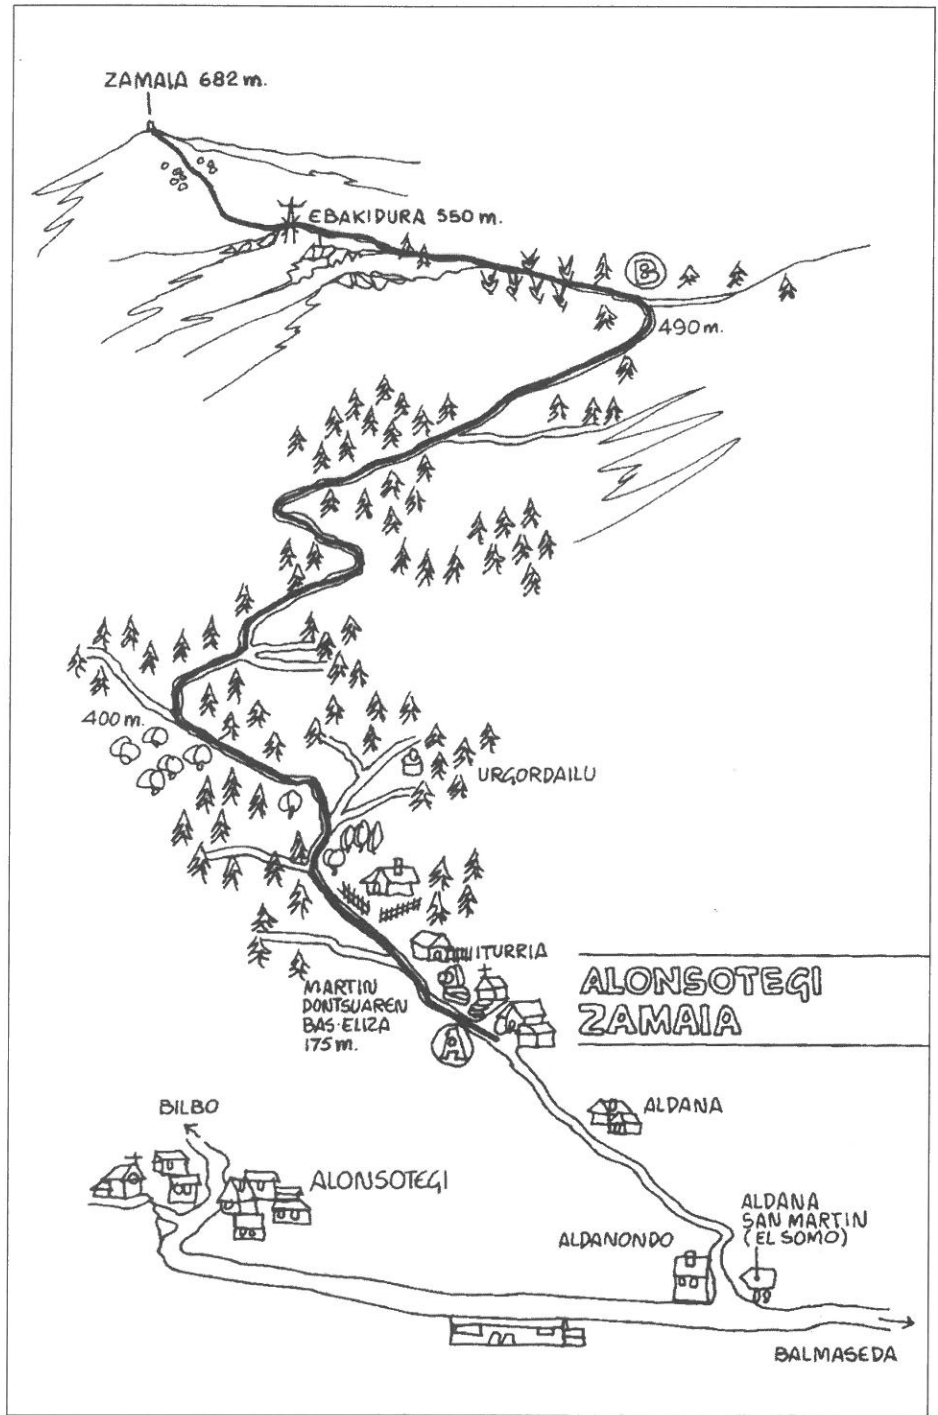 ZAMAIA 682 m.
EBAKIDURA 550 m.
B
490 m.
400 m.
URGORDAILU
ITURRIA
MARTIN
DONTSUAREN
BAS-ELIZA
175 m.
A
ALONSOTEGI
ZAMAIA
ALDANA
BILBO
ALONSOTEGI
ALDANA
SAN MARTIN
(EL SOMO)
ALDANONDO
BALMASEDA